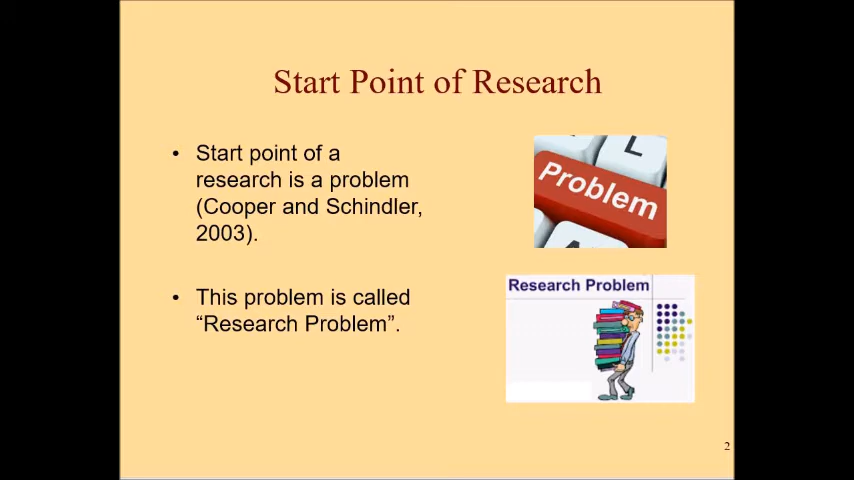 Start Point of Research
• Start point of a
research is a problem
(Cooper and Schindler,
2003).
• This problem is called
“Research Problem”.
L
Problem
Research Problem
2